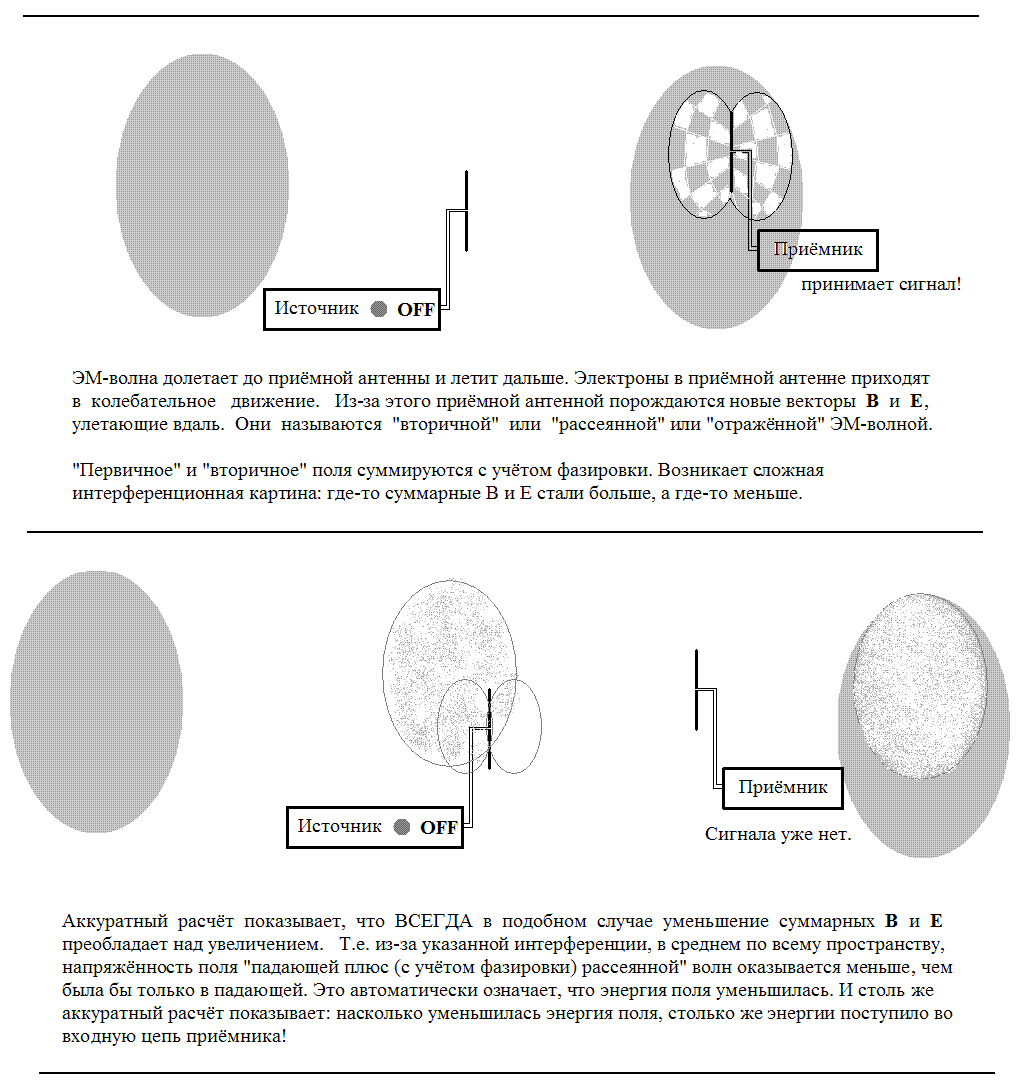 Источник OFF
Приёмник
принимает сигнал!
ЭМ-волна долетает до приёмной антенны и летит дальше. Электроны в приёмной антенне приходят
в колебательное движение. Из-за этого приёмной антенной порождаются новые векторы B и E,
улетающие вдаль. Они называются "вторичной" или "рассеянной" или "отражённой" ЭМ-волной.
"Первичное" и "вторичное" поля суммируются с учётом фазировки. Возникает сложная
интерференционная картина: где-то суммарные B и E стали больше, а где-то меньше.
Источник OFF
Приёмник
Сигнала уже нет.
Аккуратный расчёт показывает, что ВСЕГДА в подобном случае уменьшение суммарных B и E
преобладает над увеличением. Т.е. из-за указанной интерференции, в среднем по всему пространству,
напряжённость поля "падающей плюс (с учётом фазировки) рассеянной" волн оказывается меньше, чем
была бы только в падающей. Это автоматически означает, что энергия поля уменьшилась. И столь же
аккуратный расчёт показывает: насколько уменьшилась энергия поля, столько же энергии поступило во
входную цепь приёмника!